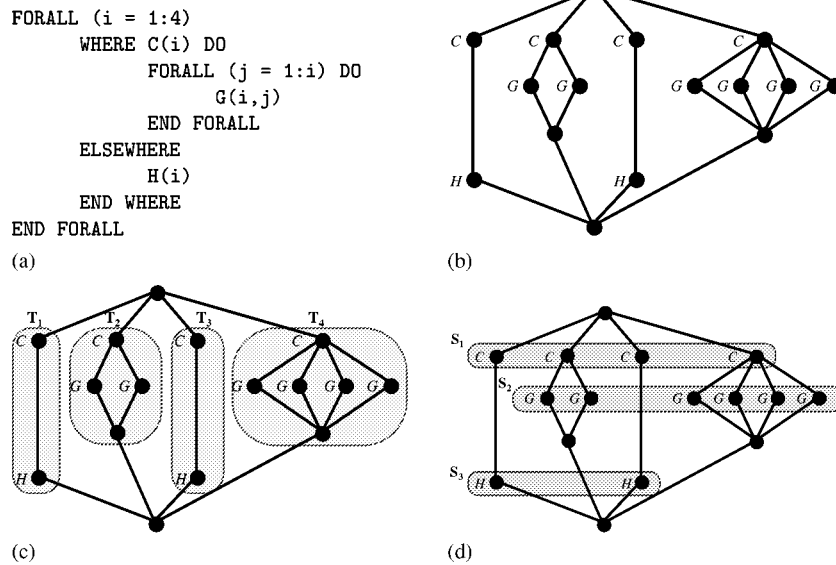 FORALL (i = 1:4)
WHERE C(i) DO
FORALL (j = 1:i) DO
G(i,j)
END FORALL
ELSEWHERE
H(i)
END WHERE
END FORALL
(a)
C C C C
G G G G G G
H H
(b)
T1 T2 T3 T4
C C C C
G G G G G G
H H
(c)
S1
C C C C
S2
G G G G G G
S3
H H
(d)